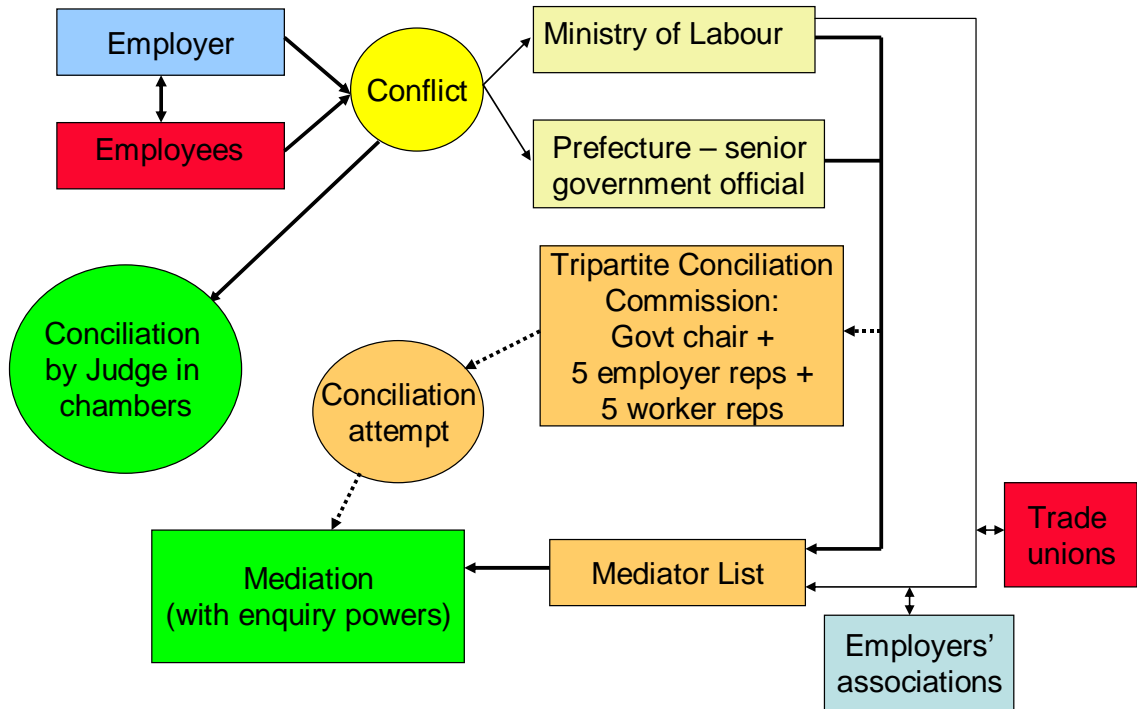 Employer
Employees
Conflict
Ministry of Labour
Prefecture – senior
government official
Tripartite Conciliation
Commission:
Govt chair +
5 employer reps +
5 worker reps
Conciliation
by Judge in
chambers
Conciliation
attempt
Mediation
(with enquiry powers)
Mediator List
Trade
unions
Employers’
associations